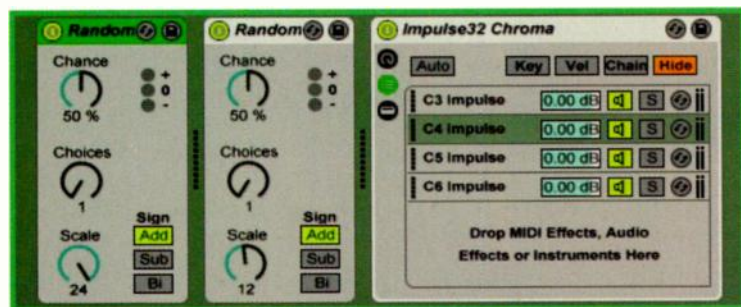 Random
Chance
+
0
-
50 %
Choices
1
Scale
24
Sign
Add
Sub
Bi
Random
Chance
+
0
-
50 %
Choices
1
Scale
12
Sign
Add
Sub
Bi
Impulse32 Chroma
Auto Key Vel Chain Hide
C3 Impulse 0.00 dB S
C4 Impulse 0.00 dB S
C5 Impulse 0.00 dB S
C6 Impulse 0.00 dB S
Drop MIDI Effects, Audio
Effects or Instruments Here